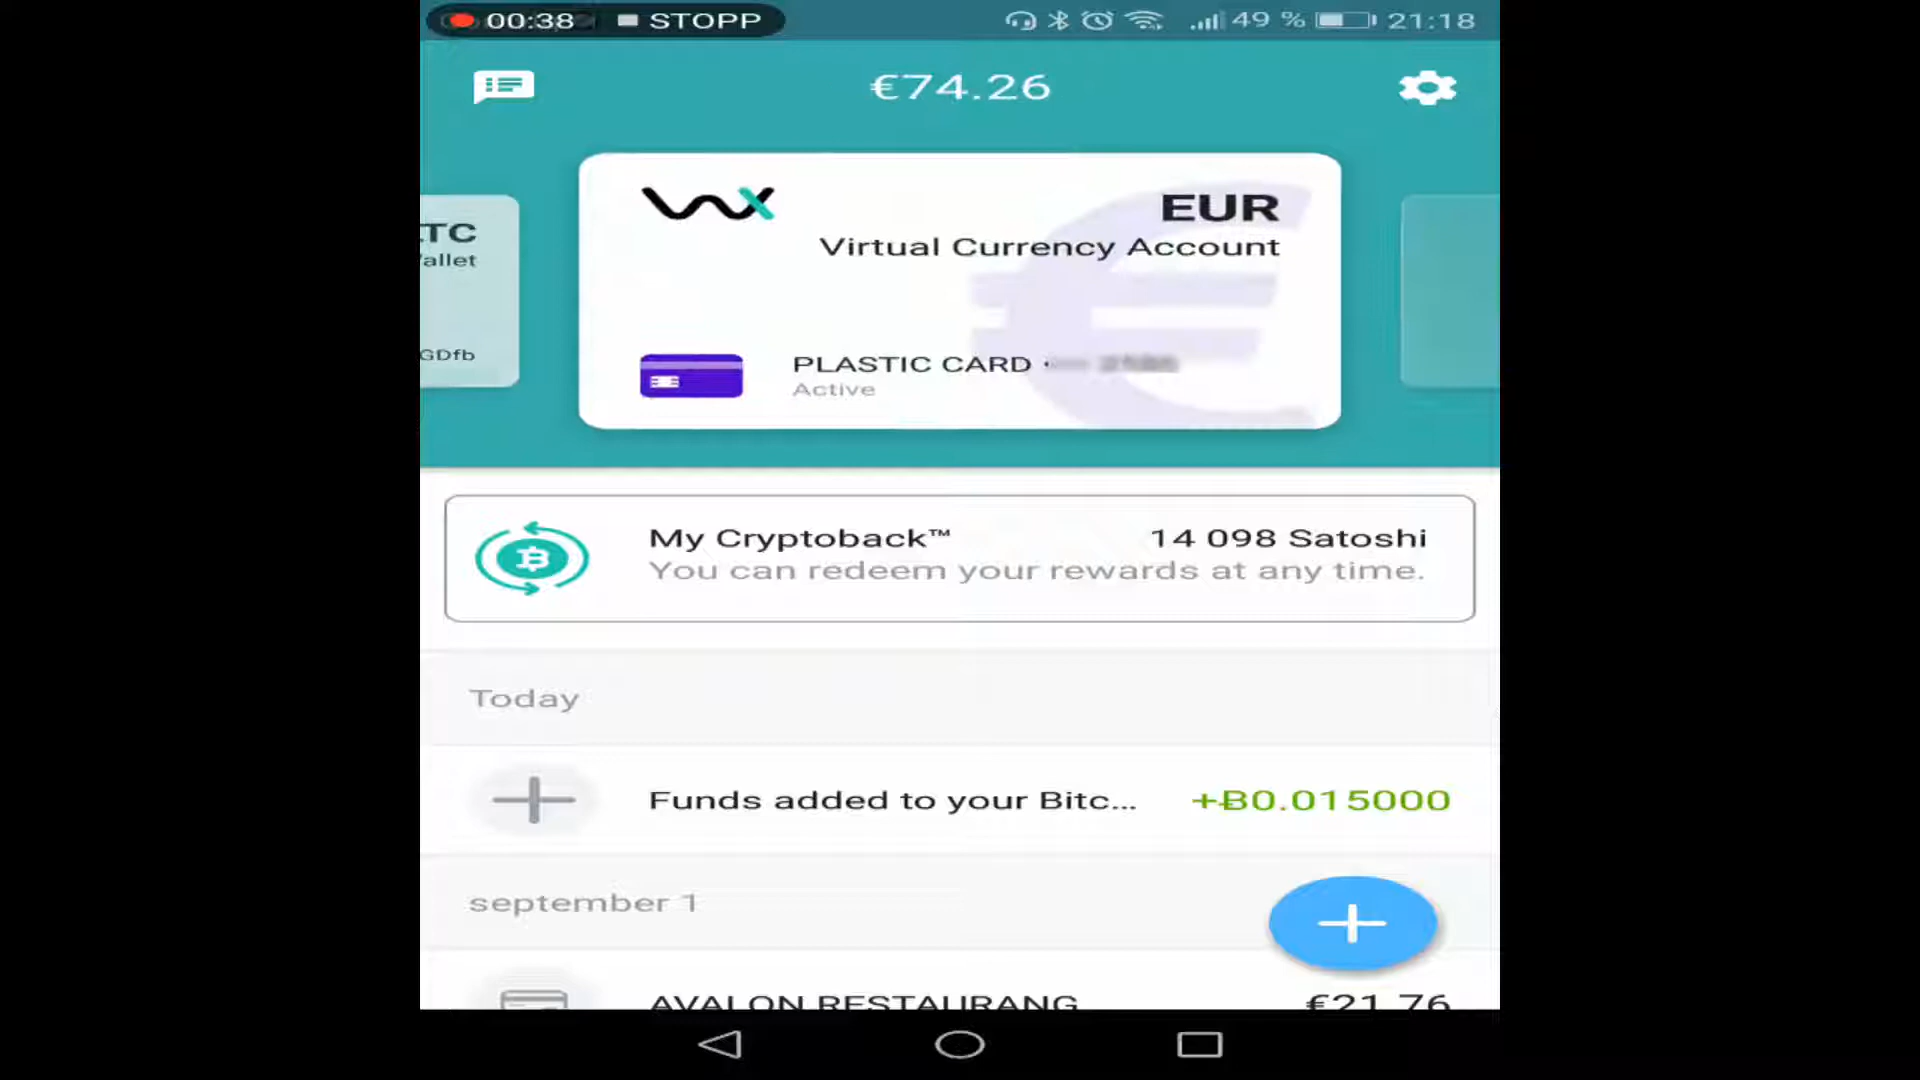 00:38 STOPP 49 % 21:18
€74.26
WX EUR
Virtual Currency Account
TC
allet
GDfb
PLASTIC CARD
Active
My Cryptoback™ 14 098 Satoshi
You can redeem your rewards at any time.
Today
Funds added to your Bitc... +Ƀ0.015000
september 1
AVALON RESTAURANG €21.76